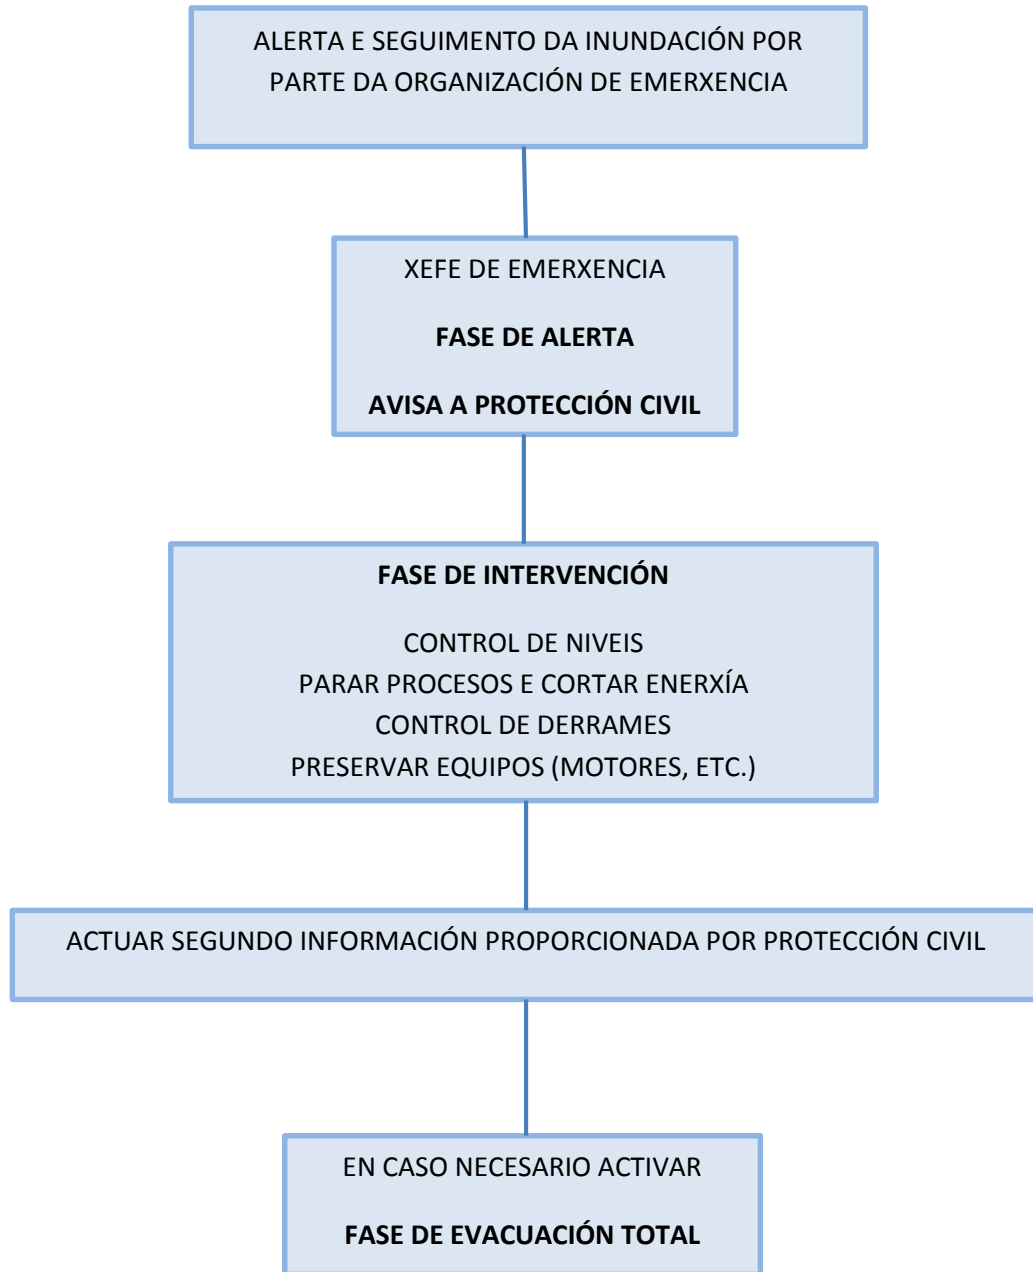 ALERTA E SEGUIMENTO DA INUNDACIÓN POR
PARTE DA ORGANIZACIÓN DE EMERXENCIA
XEFE DE EMERXENCIA
FASE DE ALERTA
AVISA A PROTECCIÓN CIVIL
FASE DE INTERVENCIÓN
CONTROL DE NIVEIS
PARAR PROCESOS E CORTAR ENERXÍA
CONTROL DE DERRAMES
PRESERVAR EQUIPOS (MOTORES, ETC.)
ACTUAR SEGUNDO INFORMACIÓN PROPORCIONADA POR PROTECCIÓN CIVIL
EN CASO NECESARIO ACTIVAR
FASE DE EVACUACIÓN TOTAL